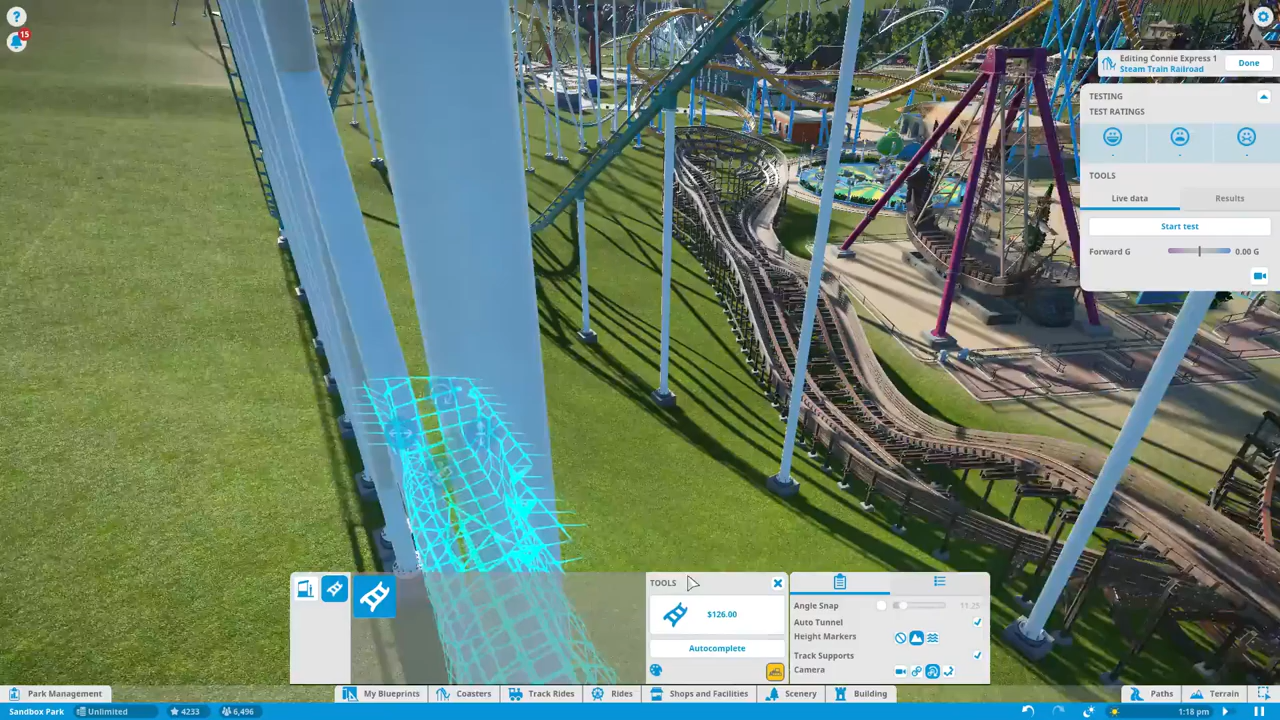 ?
15
Editing Connie Express 1
Steam Train Railroad
Done
TESTING
TEST RATINGS
- - -
TOOLS
Live data
Results
Start test
Forward G
0.00 G
TOOLS
$126.00
Autocomplete
Angle Snap
11.25
Auto Tunnel
Height Markers
Track Supports
Camera
Park Management
My Blueprints
Coasters
Track Rides
Rides
Shops and Facilities
Scenery
Building
Paths
Terrain
Sandbox Park
Unlimited
4233
6,496
1:18 pm